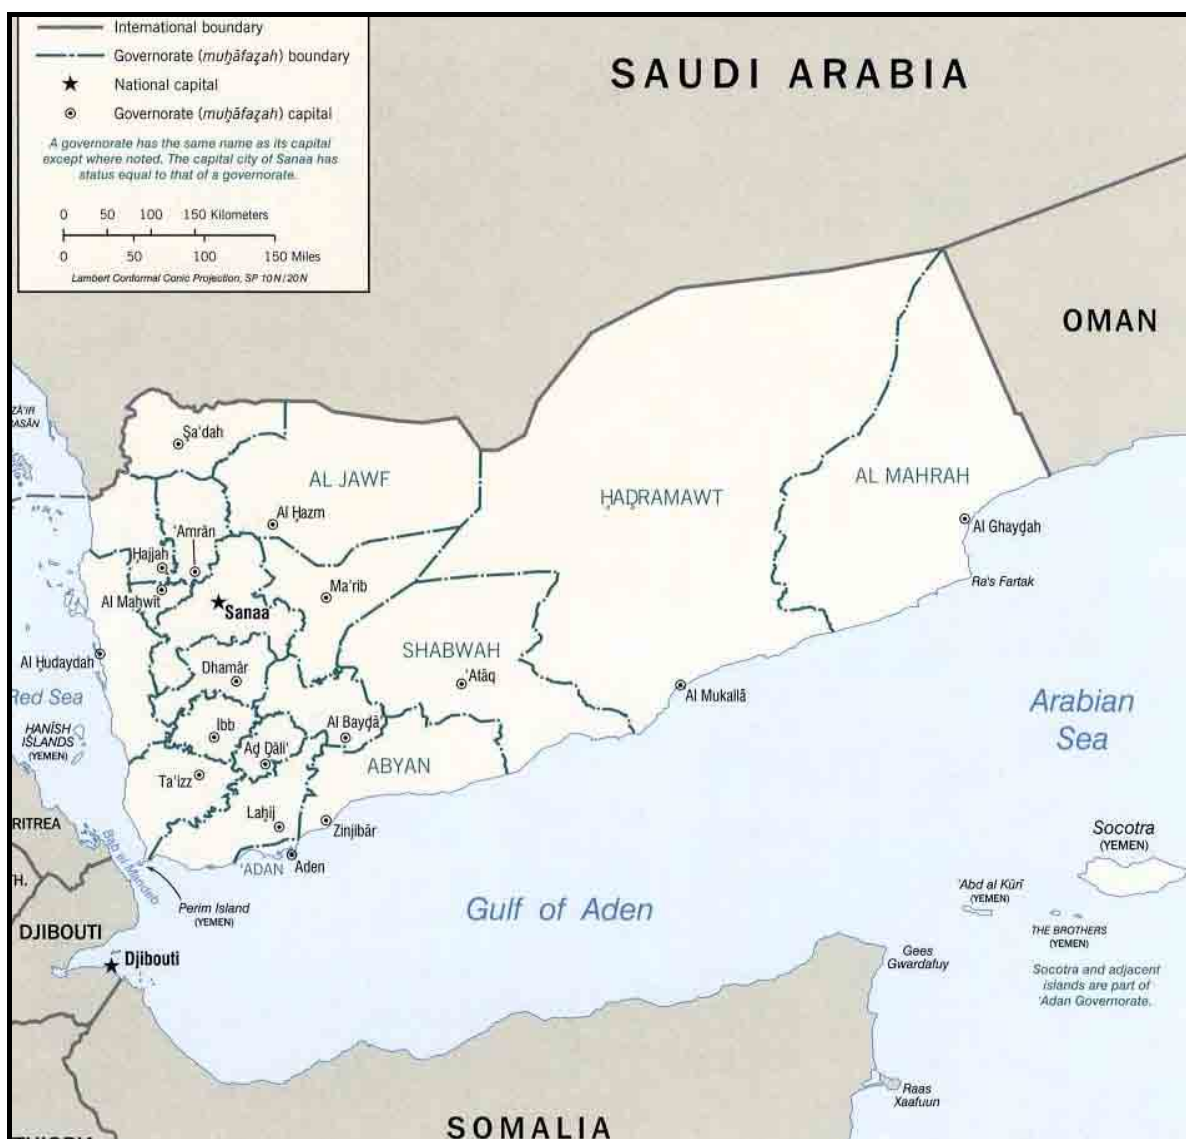 International boundary
Governorate (muḩāfaz̧ah) boundary
National capital
Governorate (muḩāfaz̧ah) capital
A governorate has the same name as its capital
except where noted. The capital city of Sanaa has
status equal to that of a governorate.
0 50 100 150 Kilometers
0 50 100 150 Miles
Lambert Conformal Conic Projection, SP 10N/20N
SAUDI ARABIA
OMAN
ZĀ'IR
ASĀN
Şa'dah
AL JAWF
ḨAḐRAMAWT
AL MAHRAH
Al Ḩazm
'Amrān
Al Ghayḑah
Ḩajjah
Ma'rib
Ra's Fartak
Al Maḩwīt
Sanaa
SHABWAH
Al Ḩudaydah
Dhamār
'Atāq
Al Mukallā
Red Sea
Arabian
Sea
HANĪSH
ISLANDS
(YEMEN)
Ibb
Al Bayḑā
Aḑ Ḑāli'
ABYAN
Ta'izz
Laḩij
Zinjibār
RITREA
Bab el Mandeb
'ADAN
Aden
Socotra
(YEMEN)
TH.
Perim Island
(YEMEN)
Gulf of Aden
'Abd al Kūrī
(YEMEN)
DJIBOUTI
Djibouti
THE BROTHERS
(YEMEN)
Gees
Gwardafuy
Socotra and adjacent
islands are part of
'Adan Governorate.
Raas
Xaafuun
SOMALIA